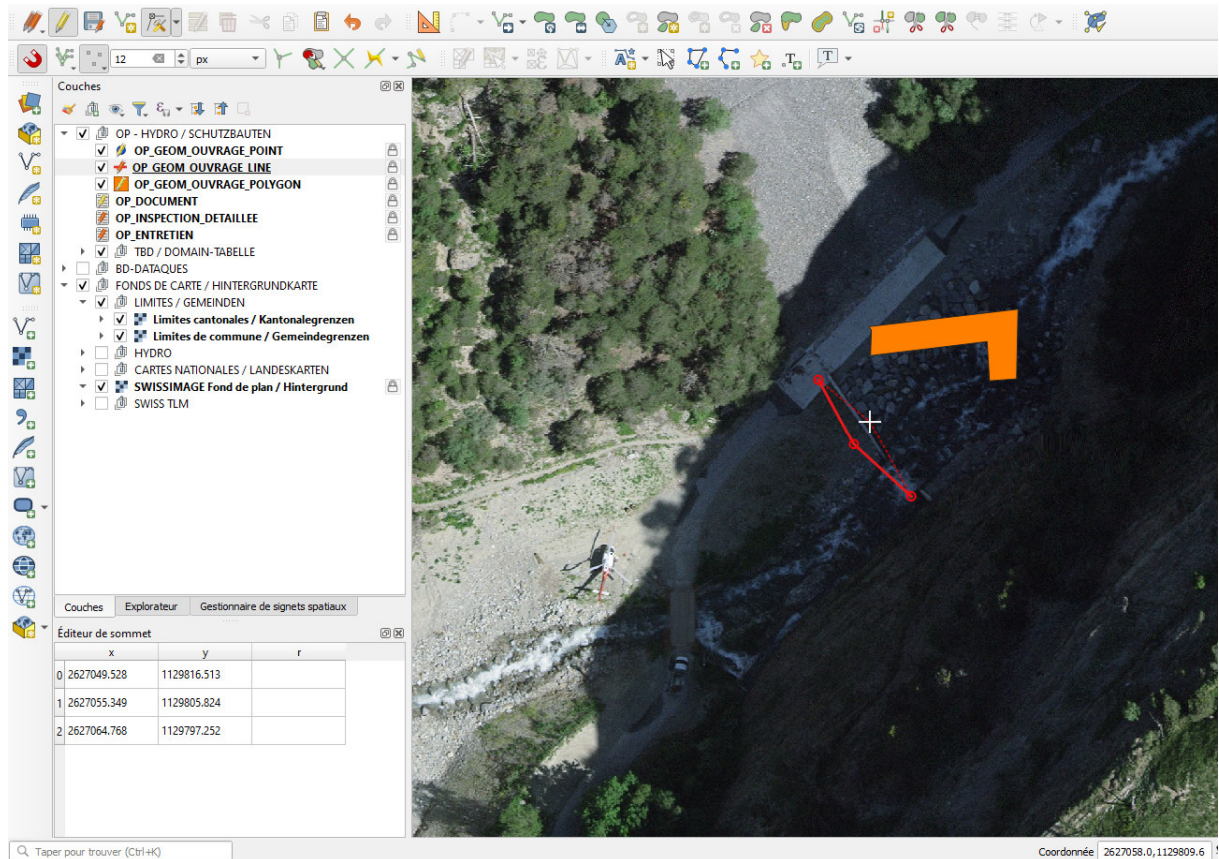 12
px
T
T
Couches
ε
OP - HYDRO / SCHUTZBAUTEN
OP_GEOM_OUVRAGE_POINT
OP_GEOM_OUVRAGE_LINE
OP_GEOM_OUVRAGE_POLYGON
OP_DOCUMENT
OP_INSPECTION_DETAILLEE
OP_ENTRETIEN
TBD / DOMAIN-TABELLE
BD-DATAQUES
FONDS DE CARTE / HINTERGRUNDKARTE
LIMITES / GEMEINDEN
Limites cantonales / Kantonalegrenzen
Limites de commune / Gemeindegrenzen
HYDRO
CARTES NATIONALES / LANDESKARTEN
SWISSIMAGE Fond de plan / Hintergrund
SWISS TLM
Couches Explorateur Gestionnaire de signets spatiaux
Éditeur de sommet
x y r
0 2627049.528 1129816.513
1 2627055.349 1129805.824
2 2627064.768 1129797.252
Taper pour trouver (Ctrl+K) Coordonnée 2627058.0,1129809.6